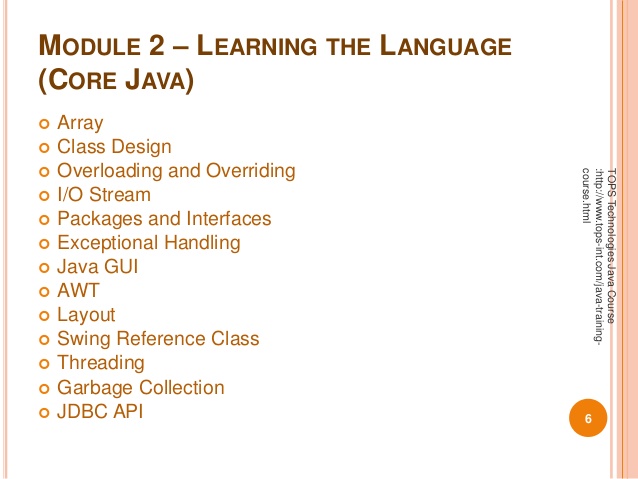 MODULE 2 – LEARNING THE LANGUAGE
(CORE JAVA)
Array
Class Design
Overloading and Overriding
I/O Stream
Packages and Interfaces
Exceptional Handling
Java GUI
AWT
Layout
Swing Reference Class
Threading
Garbage Collection
JDBC API
TOPS Technologies Java Course
:http://www.tops-int.com/java-training-
course.html
6